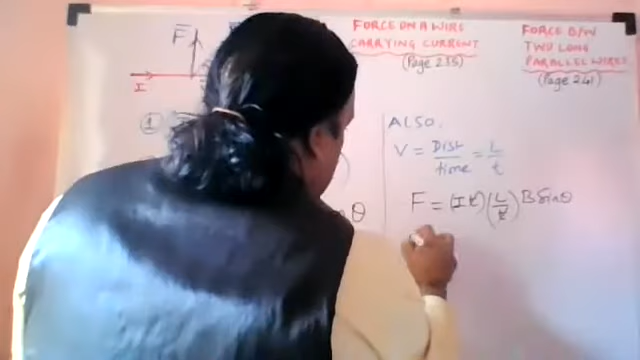 FORCE ON A WIRE
CARRYING CURRENT
(Page 235)
FORCE B/W
TWO LONG
PARALLEL WIRES
(Page 241)
F
I
①
θ
ALSO,
V = Dist/time = L/t
F = (It)(L/t) B Sinθ